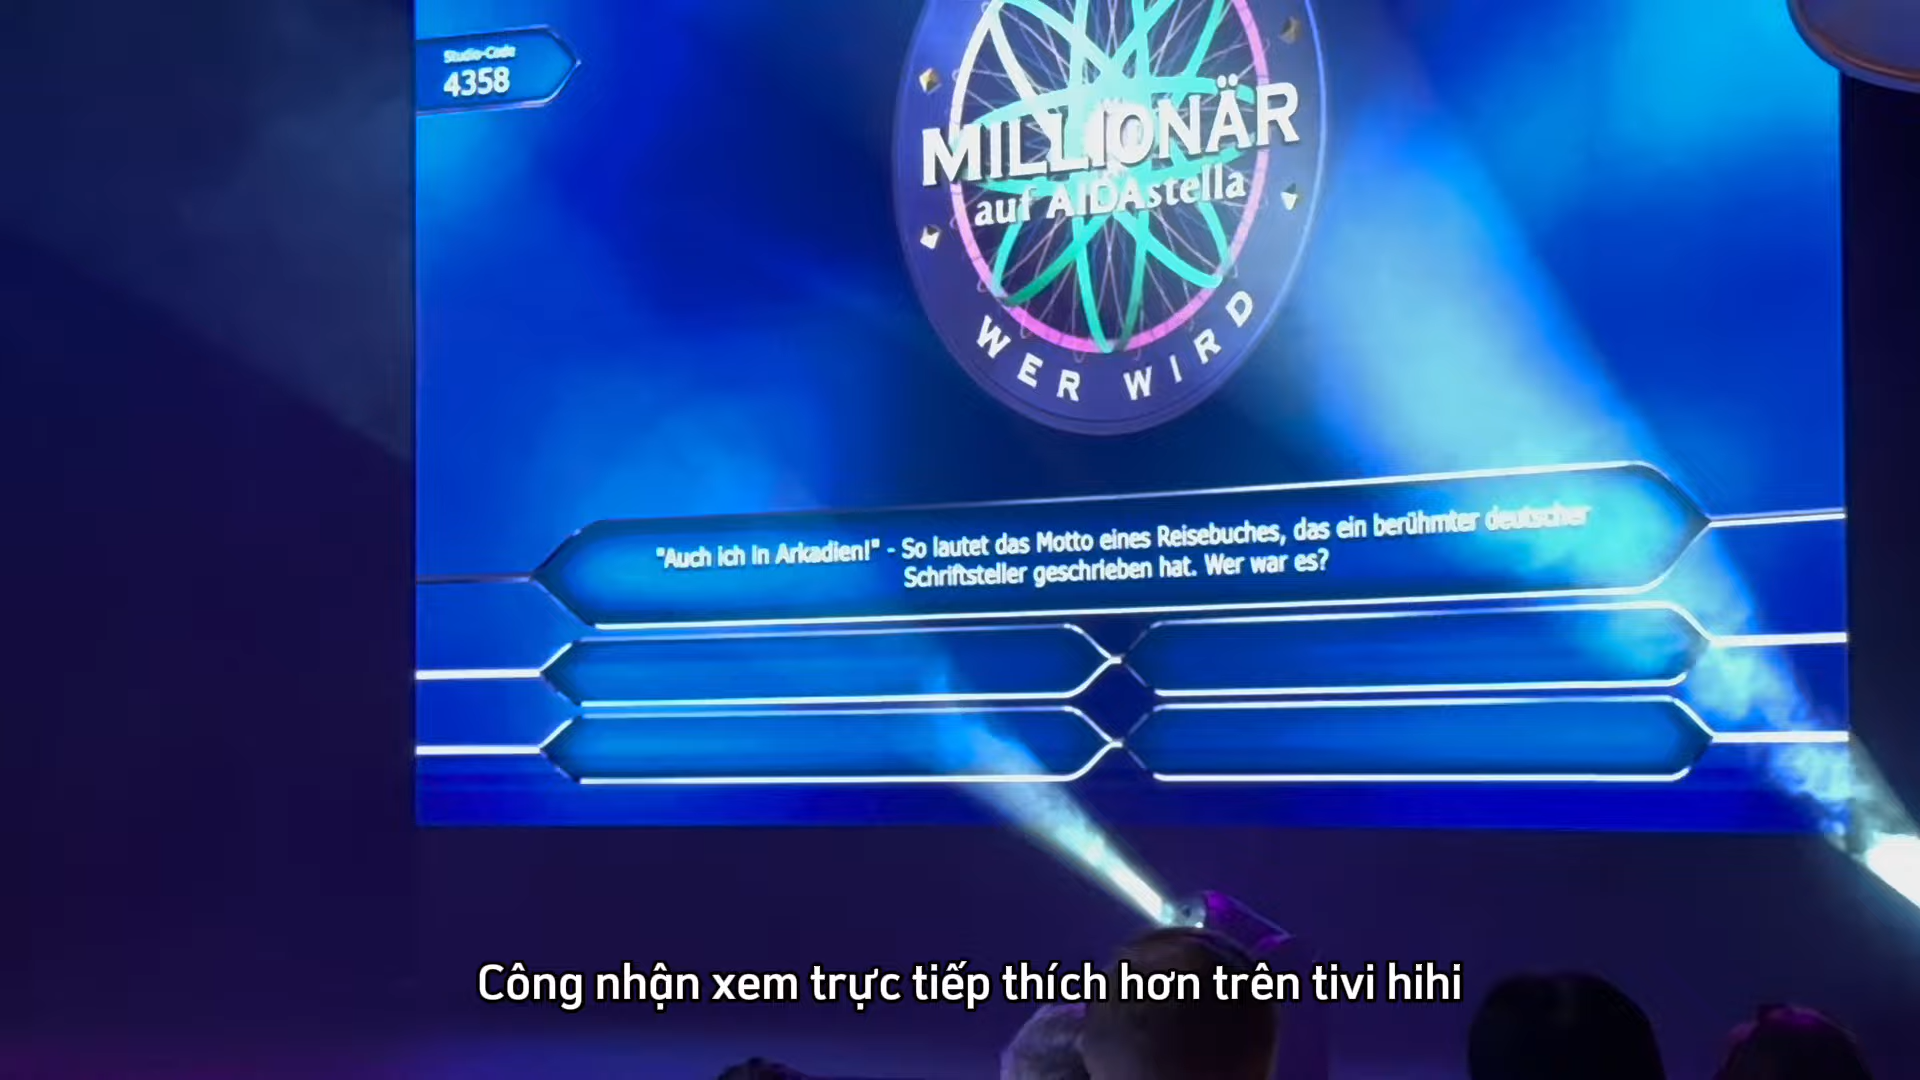 Studio-Code
4358
MILLIONÄR
auf AIDAstella
WER WIRD
"Auch ich in Arkadien!" - So lautet das Motto eines Reisebuches, das ein berühmter deutscher
Schriftsteller geschrieben hat. Wer war es?
Công nhận xem trực tiếp thích hơn trên tivi hihi